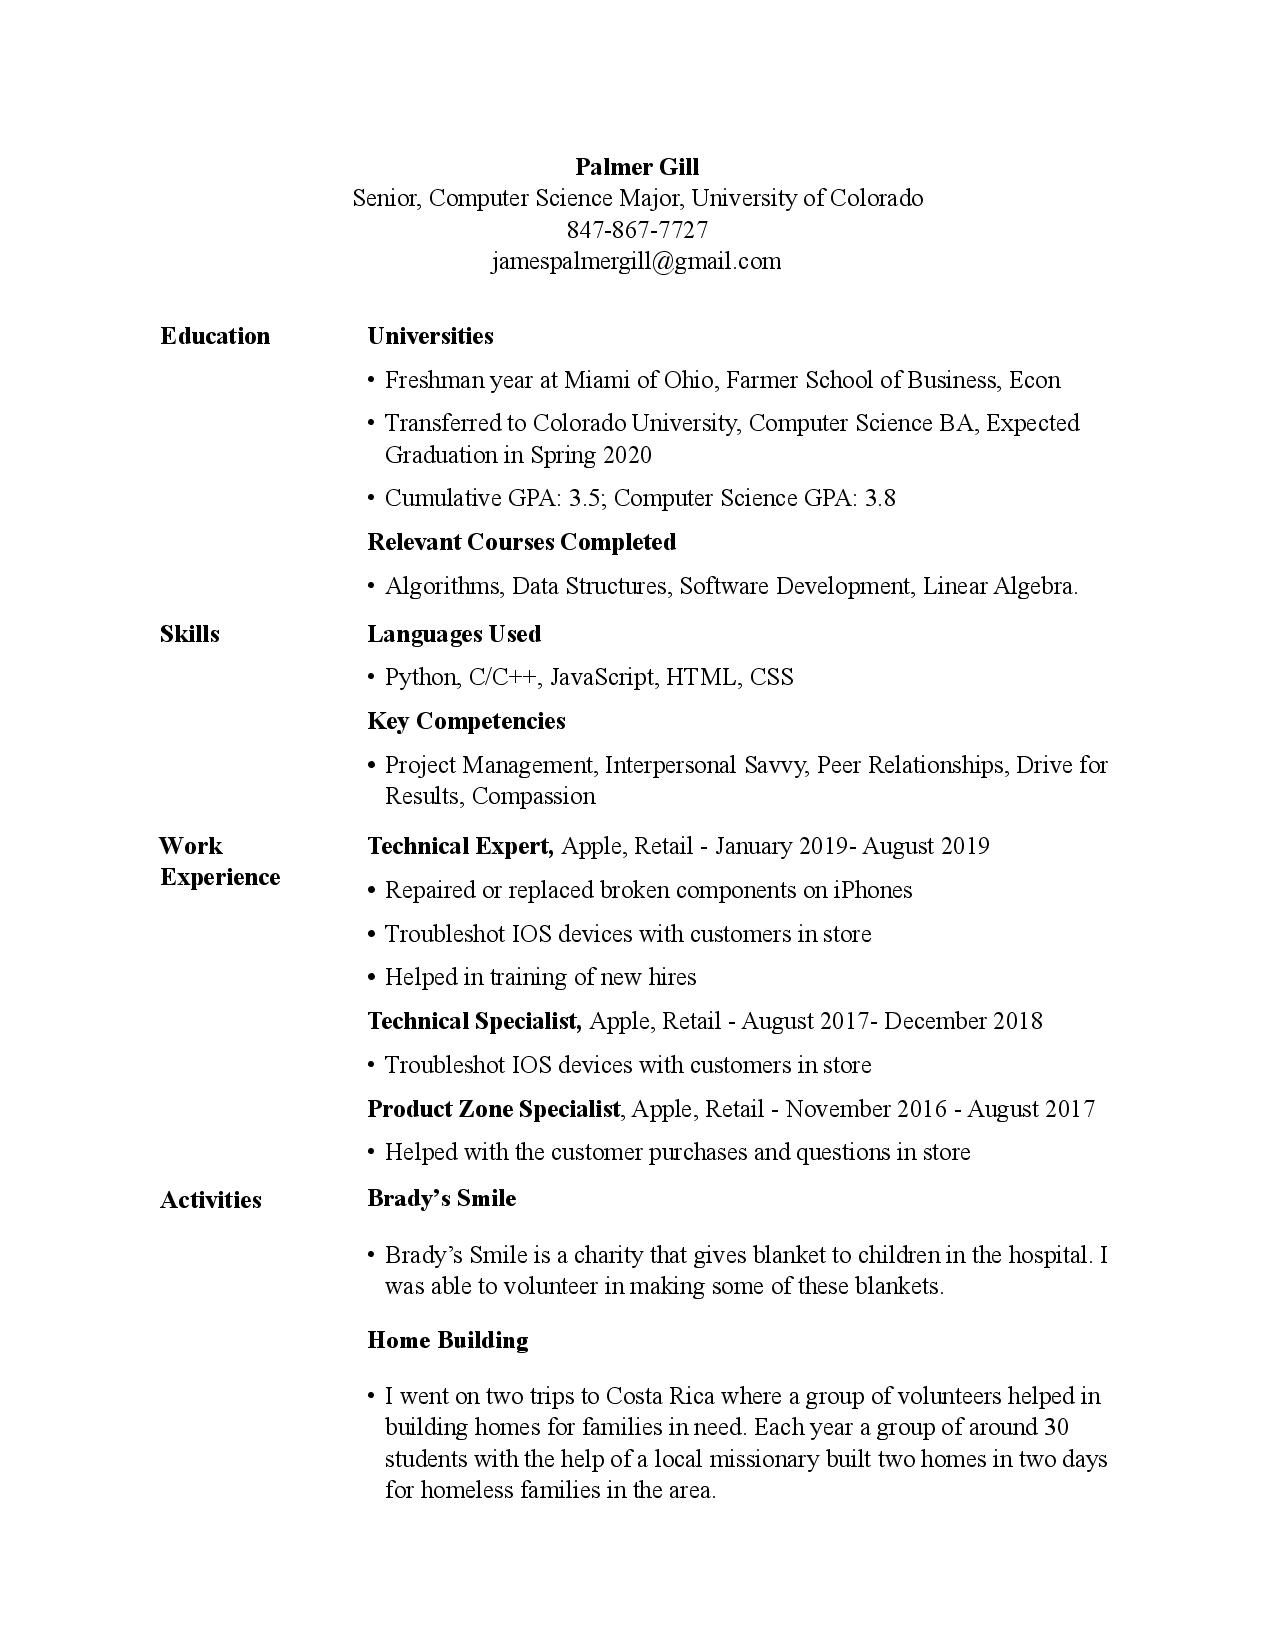 Palmer Gill
Senior, Computer Science Major, University of Colorado
847-867-7727
jamespalmergill@gmail.com
Education
Universities
• Freshman year at Miami of Ohio, Farmer School of Business, Econ
• Transferred to Colorado University, Computer Science BA, Expected
Graduation in Spring 2020
• Cumulative GPA: 3.5; Computer Science GPA: 3.8
Relevant Courses Completed
• Algorithms, Data Structures, Software Development, Linear Algebra.
Skills
Languages Used
• Python, C/C++, JavaScript, HTML, CSS
Key Competencies
• Project Management, Interpersonal Savvy, Peer Relationships, Drive for
Results, Compassion
Work
Experience
Technical Expert, Apple, Retail - January 2019- August 2019
• Repaired or replaced broken components on iPhones
• Troubleshot IOS devices with customers in store
• Helped in training of new hires
Technical Specialist, Apple, Retail - August 2017- December 2018
• Troubleshot IOS devices with customers in store
Product Zone Specialist, Apple, Retail - November 2016 - August 2017
• Helped with the customer purchases and questions in store
Activities
Brady’s Smile
• Brady’s Smile is a charity that gives blanket to children in the hospital. I
was able to volunteer in making some of these blankets.
Home Building
• I went on two trips to Costa Rica where a group of volunteers helped in
building homes for families in need. Each year a group of around 30
students with the help of a local missionary built two homes in two days
for homeless families in the area.